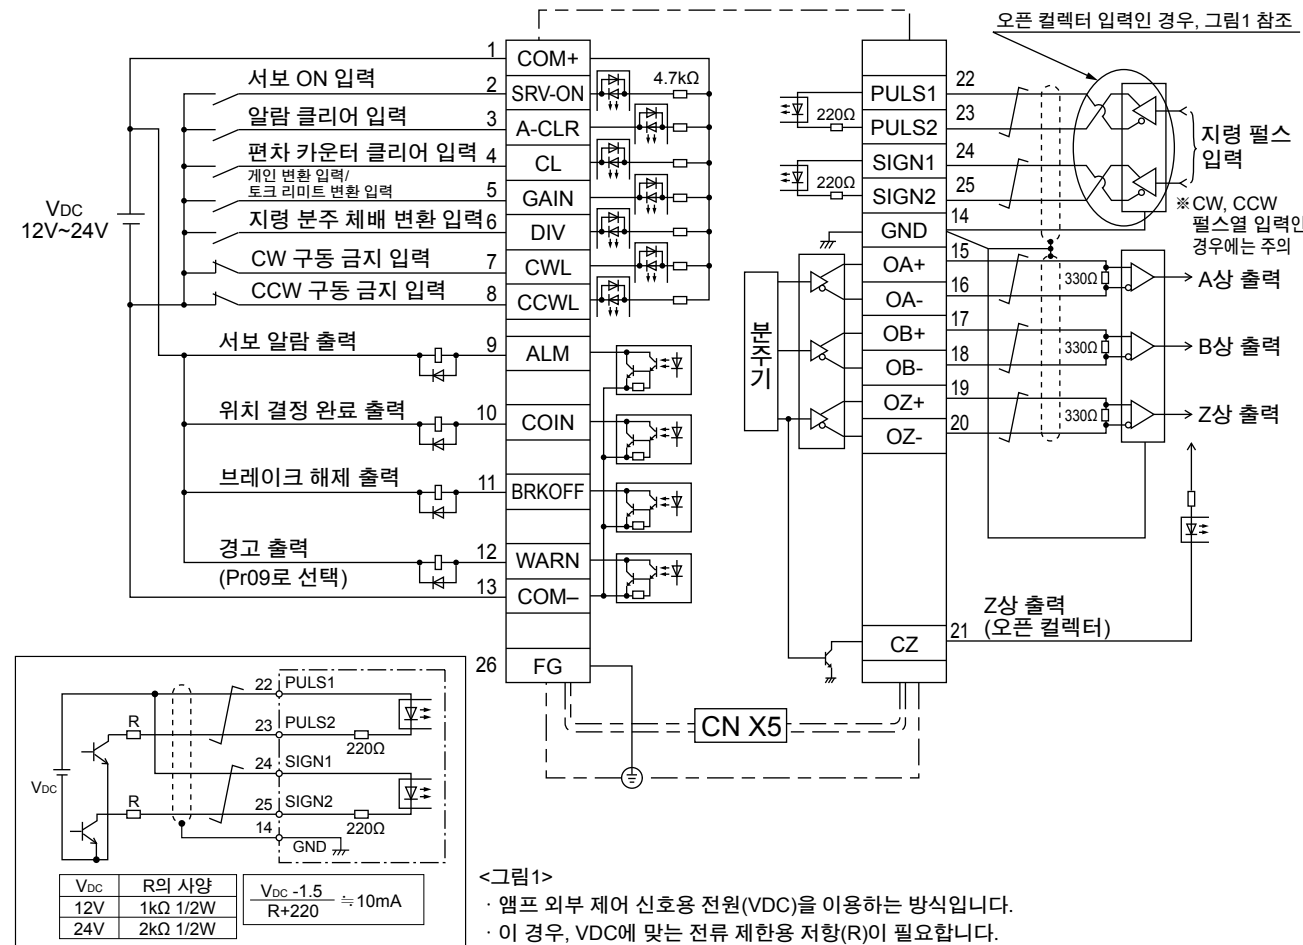 오픈 컬렉터 입력인 경우, 그림1 참조
1
COM+
서보 ON 입력
2
SRV-ON
4.7kΩ
알람 클리어 입력
3
A-CLR
편차 카운터 클리어 입력
4
CL
게인 변환 입력/
토크 리미트 변환 입력
5
GAIN
지령 분주 체배 변환 입력
6
DIV
CW 구동 금지 입력
7
CWL
CCW 구동 금지 입력
8
CCWL
VDC
12V~24V
서보 알람 출력
9
ALM
위치 결정 완료 출력
10
COIN
브레이크 해제 출력
11
BRKOFF
경고 출력
(Pr09로 선택)
12
WARN
13
COM–
26
FG
22
PULS1
220Ω
23
PULS2
24
SIGN1
220Ω
25
SIGN2
14
GND
지령 펄스
입력
※CW, CCW
펄스열 입력인
경우에는 주의
15
OA+
16
OA-
330Ω
A상 출력
17
OB+
18
OB-
330Ω
B상 출력
19
OZ+
20
OZ-
330Ω
Z상 출력
분주기
Z상 출력
(오픈 컬렉터)
21
CZ
CN X5
22
PULS1
R
23
PULS2
220Ω
24
SIGN1
VDC
R
25
SIGN2
220Ω
14
GND
VDC R의 사양
12V 1kΩ 1/2W
24V 2kΩ 1/2W
VDC -1.5
R+220
≒10mA
<그림1>
· 앰프 외부 제어 신호용 전원(VDC)을 이용하는 방식입니다.
· 이 경우, VDC에 맞는 전류 제한용 저항(R)이 필요합니다.